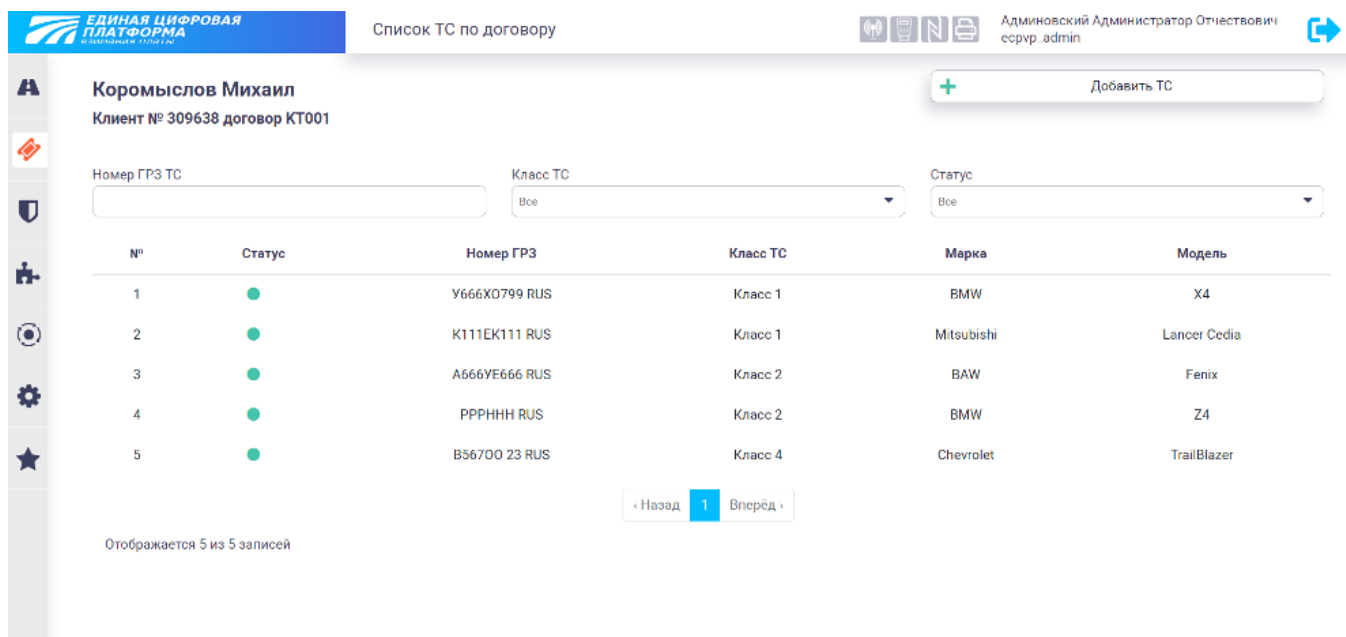 ЕДИНАЯ ЦИФРОВАЯ
ПЛАТФОРМА
ВЗИМАНИЯ ПЛАТЫ
Список ТС по договору
Админовский Администратор Отчествович
ecpvp_admin
Коромыслов Михаил
Клиент № 309638 договор КТ001
Добавить ТС
Номер ГРЗ ТС Класс ТС Статус
Все Все
№ Статус Номер ГРЗ Класс ТС Марка Модель
1 У666ХО799 RUS Класс 1 BMW X4
2 К111ЕК111 RUS Класс 1 Mitsubishi Lancer Cedia
3 А666УЕ666 RUS Класс 2 BAW Fenix
4 РРРННН RUS Класс 2 BMW Z4
5 В567ОО 23 RUS Класс 4 Chevrolet TrailBlazer
‹ Назад 1 Вперёд ›
Отображается 5 из 5 записей